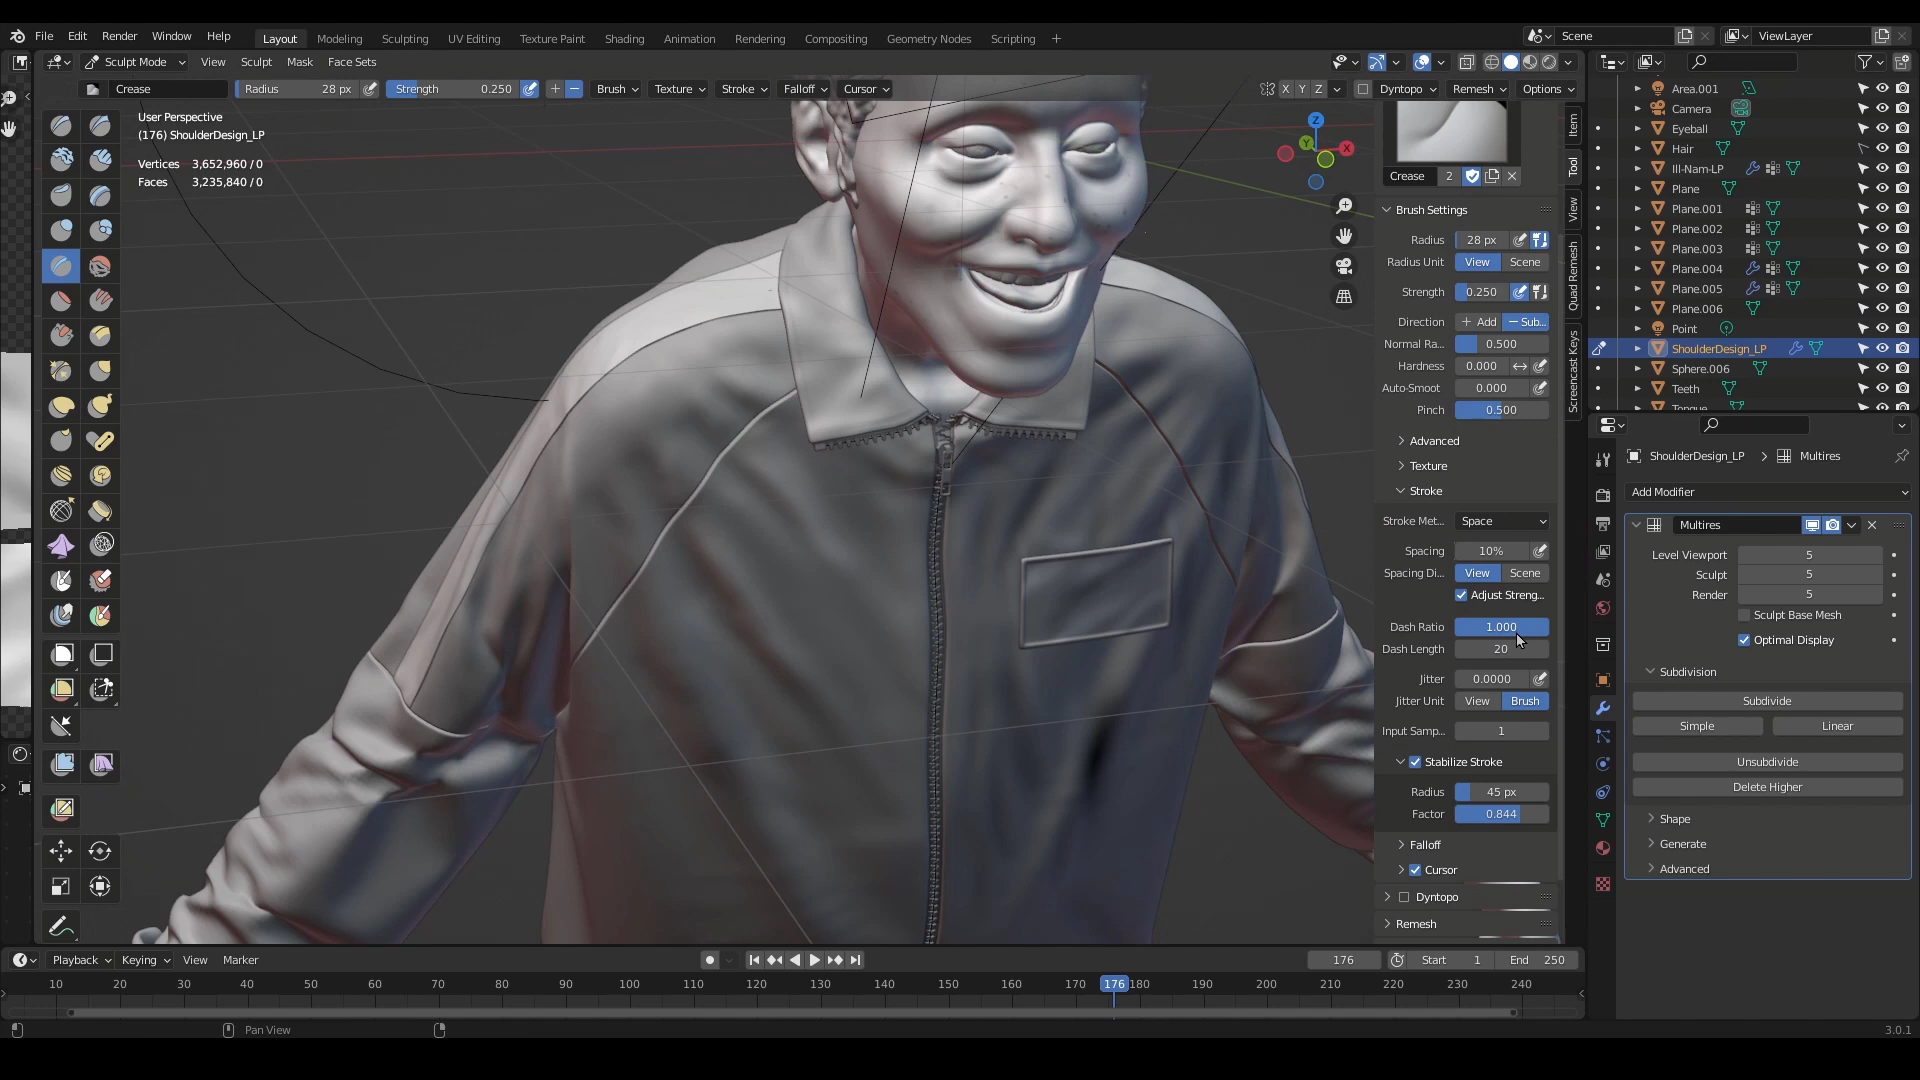 File Edit Render Window Help
Layout Modeling Sculpting UV Editing Texture Paint Shading Animation Rendering Compositing Geometry Nodes Scripting +
Scene
ViewLayer
Sculpt Mode View Sculpt Mask Face Sets
Crease Radius 28 px Strength 0.250 + − Brush Texture Stroke Falloff Cursor
X Y Z Dyntopo Remesh Options
User Perspective
(176) ShoulderDesign_LP
Vertices 3,652,960 / 0
Faces 3,235,840 / 0
Z
Y
X
Crease 2
Brush Settings
Radius 28 px
Radius Unit View Scene
Strength 0.250
Direction + Add − Sub...
Normal Ra... 0.500
Hardness 0.000
Auto-Smoot 0.000
Pinch 0.500
Advanced
Texture
Stroke
Stroke Met... Space
Spacing 10%
Spacing Di... View Scene
Adjust Streng...
Dash Ratio 1.000
Dash Length 20
Jitter 0.0000
Jitter Unit View Brush
Input Samp... 1
Stabilize Stroke
Radius 45 px
Factor 0.844
Falloff
Cursor
Dyntopo
Remesh
Item
Tool
View
Quad Remesh
Screencast Keys
Area.001
Camera
Eyeball
Hair
Ill-Nam-LP
Plane
Plane.001
Plane.002
Plane.003
Plane.004
Plane.005
Plane.006
Point
ShoulderDesign_LP
Sphere.006
Teeth
Tongue
ShoulderDesign_LP > Multires
Add Modifier
Multires
Level Viewport 5
Sculpt 5
Render 5
Sculpt Base Mesh
Optimal Display
Subdivision
Subdivide
Simple Linear
Unsubdivide
Delete Higher
Shape
Generate
Advanced
Playback Keying View Marker
176 Start 1 End 250
10 20 30 40 50 60 70 80 90 100 110 120 130 140 150 160 170 176 180 190 200 210 220 230 240
Pan View
3.0.1